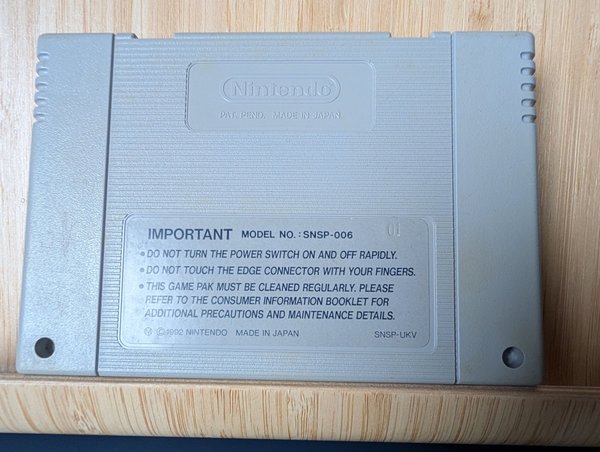 Nintendo
PAT. PEND. MADE IN JAPAN
IMPORTANT MODEL NO.: SNSP-006 01
• DO NOT TURN THE POWER SWITCH ON AND OFF RAPIDLY.
• DO NOT TOUCH THE EDGE CONNECTOR WITH YOUR FINGERS.
• THIS GAME PAK MUST BE CLEANED REGULARLY. PLEASE
REFER TO THE CONSUMER INFORMATION BOOKLET FOR
ADDITIONAL PRECAUTIONS AND MAINTENANCE DETAILS.
Ⓜ ©1992 NINTENDO MADE IN JAPAN SNSP-UKV